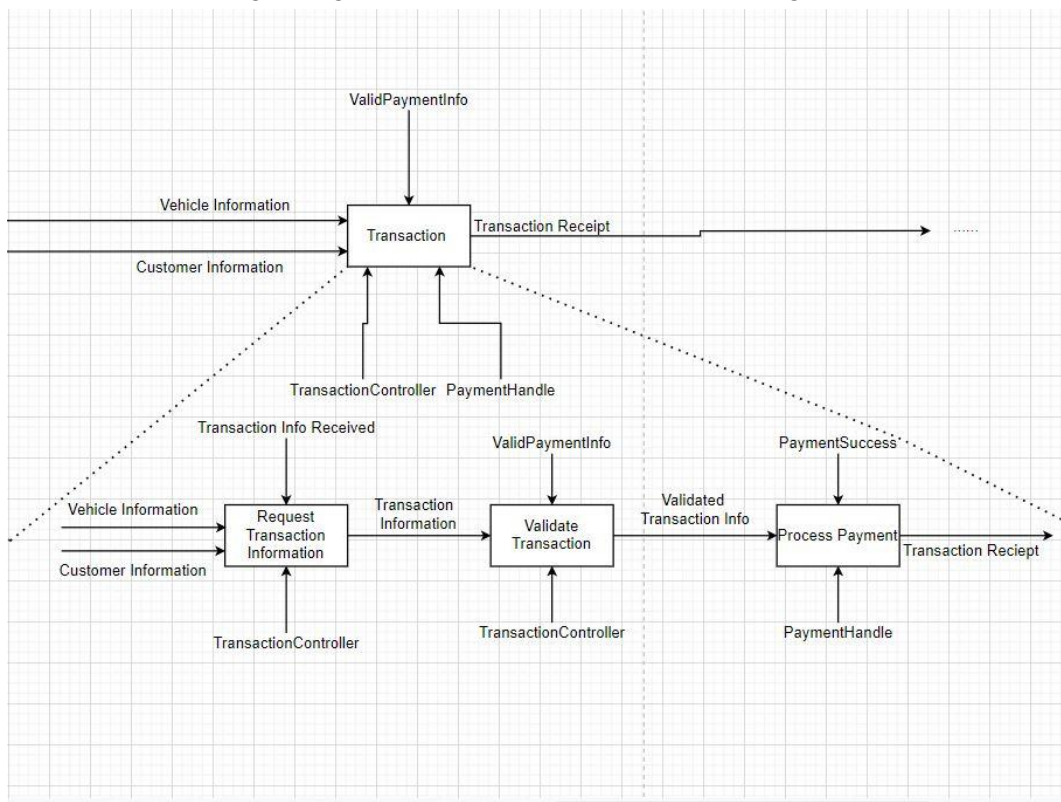 ValidPaymentInfo
Vehicle Information
Transaction
Transaction Receipt
......
Customer Information
TransactionController
PaymentHandle
Transaction Info Received
ValidPaymentInfo
PaymentSuccess
Vehicle Information
Request
Transaction
Information
Transaction
Information
Validate
Transaction
Validated
Transaction Info
Process Payment
Transaction Reciept
Customer Information
TransactionController
TransactionController
PaymentHandle